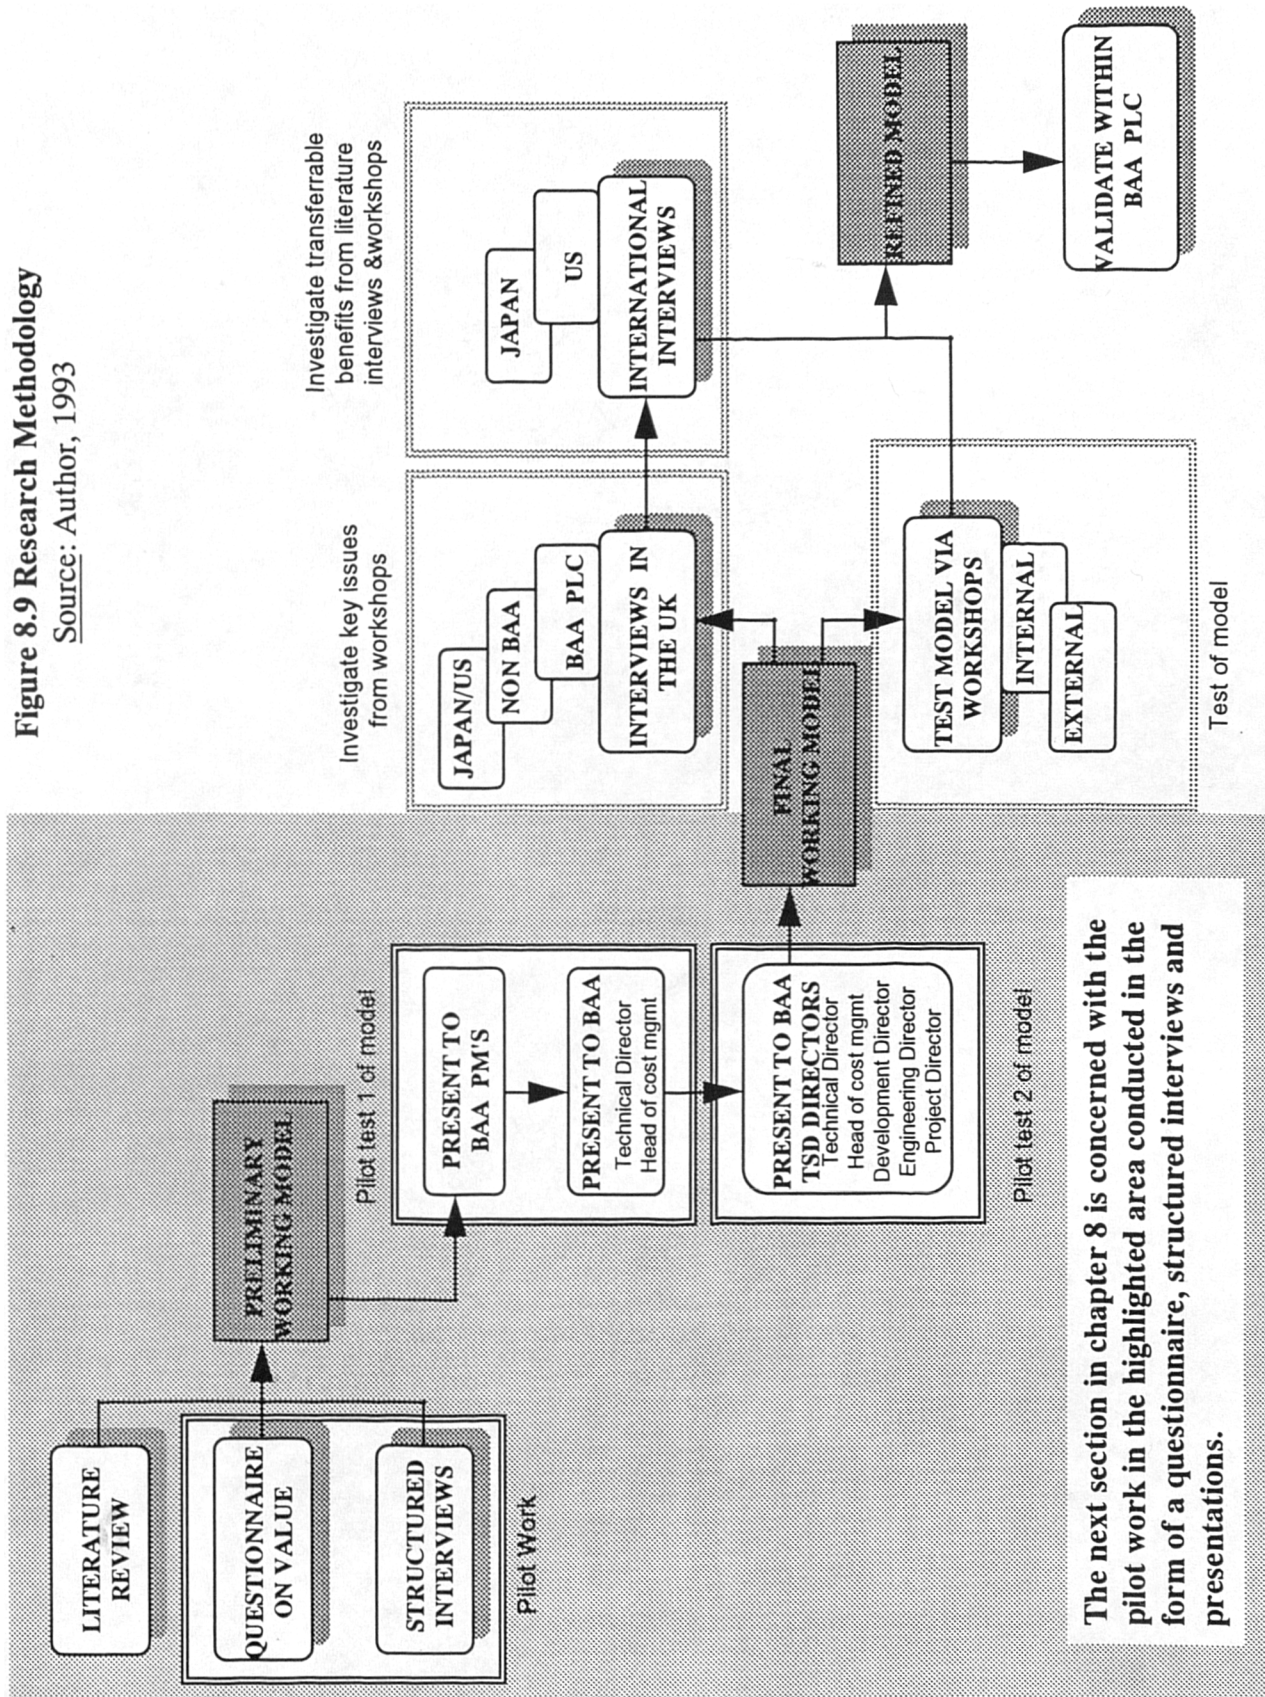 Figure 8.9 Research Methodology
Source: Author, 1993
LITERATURE
REVIEW
QUESTIONNAIRE
ON VALUE
STRUCTURED
INTERVIEWS
Pilot Work
PRELIMINARY
WORKING MODEL
Pilot test 1 of model
PRESENT TO
BAA PM'S
PRESENT TO BAA
Technical Director
Head of cost mgmt
PRESENT TO BAA
TSD DIRECTORS
Technical Director
Head of cost mgmt
Development Director
Engineering Director
Project Director
Pilot test 2 of model
FINAL
WORKING MODEL
Investigate key issues
from workshops
JAPAN/US
NON BAA
BAA PLC
INTERVIEWS IN
THE UK
Investigate transferrable
benefits from literature
interviews &workshops
JAPAN
US
INTERNATIONAL
INTERVIEWS
TEST MODEL VIA
WORKSHOPS
INTERNAL
EXTERNAL
Test of model
REFINED MODEL
VALIDATE WITHIN
BAA PLC
The next section in chapter 8 is concerned with the
pilot work in the highlighted area conducted in the
form of a questionnaire, structured interviews and
presentations.